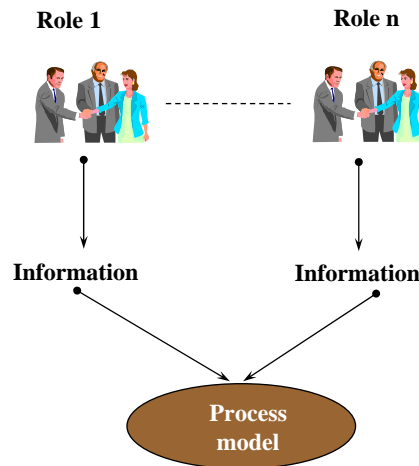 Role 1
Role n
Information
Information
Process
model